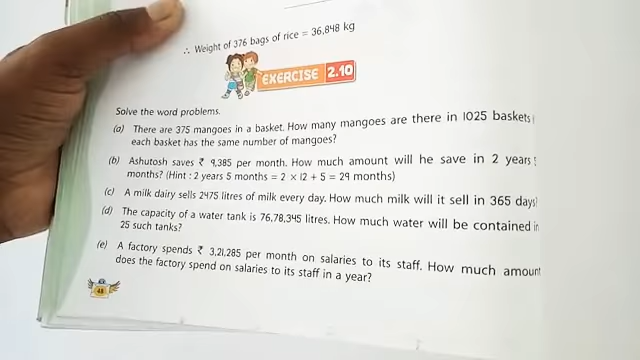 ∴ Weight of 376 bags of rice = 36,848 kg
EXERCISE 2.10
Solve the word problems.
(a) There are 375 mangoes in a basket. How many mangoes are there in 1025 baskets
each basket has the same number of mangoes?
(b) Ashutosh saves ₹ 9,385 per month. How much amount will he save in 2 years 5
months? (Hint : 2 years 5 months = 2 × 12 + 5 = 29 months)
(c) A milk dairy sells 2475 litres of milk every day. How much milk will it sell in 365 days
(d) The capacity of a water tank is 76,78,345 litres. How much water will be contained in
25 such tanks?
(e) A factory spends ₹ 3,21,285 per month on salaries to its staff. How much amount
does the factory spend on salaries to its staff in a year?
48